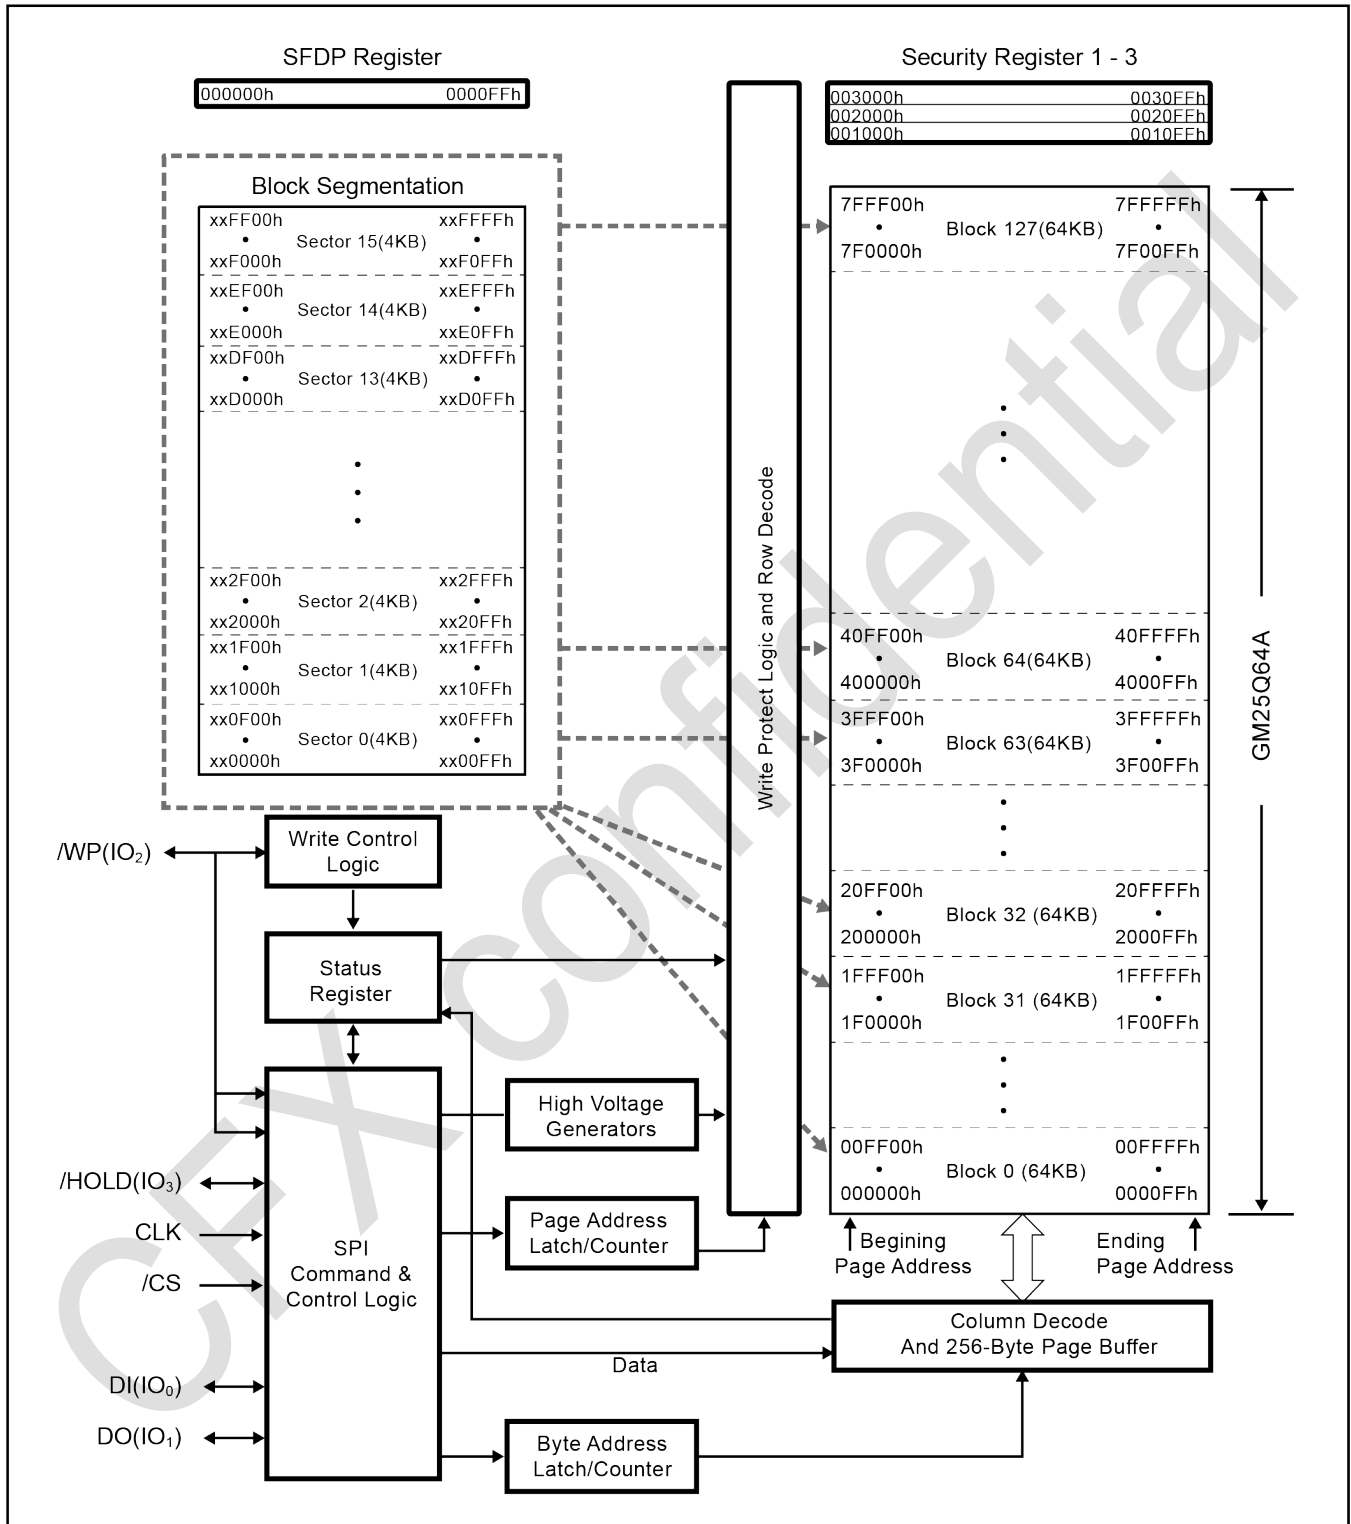 SFDP Register
000000h 0000FFh
Security Register 1 - 3
003000h 0030FFh
002000h 0020FFh
001000h 0010FFh
Block Segmentation
xxFF00h xxFFFFh
Sector 15(4KB)
xxF000h xxF0FFh
xxEF00h xxEFFFh
Sector 14(4KB)
xxE000h xxE0FFh
xxDF00h xxDFFFh
Sector 13(4KB)
xxD000h xxD0FFh
xx2F00h xx2FFFh
Sector 2(4KB)
xx2000h xx20FFh
xx1F00h xx1FFFh
Sector 1(4KB)
xx1000h xx10FFh
xx0F00h xx0FFFh
Sector 0(4KB)
xx0000h xx00FFh
Write Protect Logic and Row Decode
7FFF00h 7FFFFFh
Block 127(64KB)
7F0000h 7F00FFh
40FF00h 40FFFFh
Block 64(64KB)
400000h 4000FFh
3FFF00h 3FFFFFh
Block 63(64KB)
3F0000h 3F00FFh
20FF00h 20FFFFh
Block 32 (64KB)
200000h 2000FFh
1FFF00h 1FFFFFh
Block 31 (64KB)
1F0000h 1F00FFh
00FF00h 00FFFFh
Block 0 (64KB)
000000h 0000FFh
GM25Q64A
Begining
Page Address
Ending
Page Address
/WP(IO₂)
Write Control
Logic
Status
Register
High Voltage
Generators
/HOLD(IO₃)
CLK
/CS
DI(IO₀)
DO(IO₁)
SPI
Command &
Control Logic
Page Address
Latch/Counter
Column Decode
And 256-Byte Page Buffer
Data
Byte Address
Latch/Counter
CFX confidential